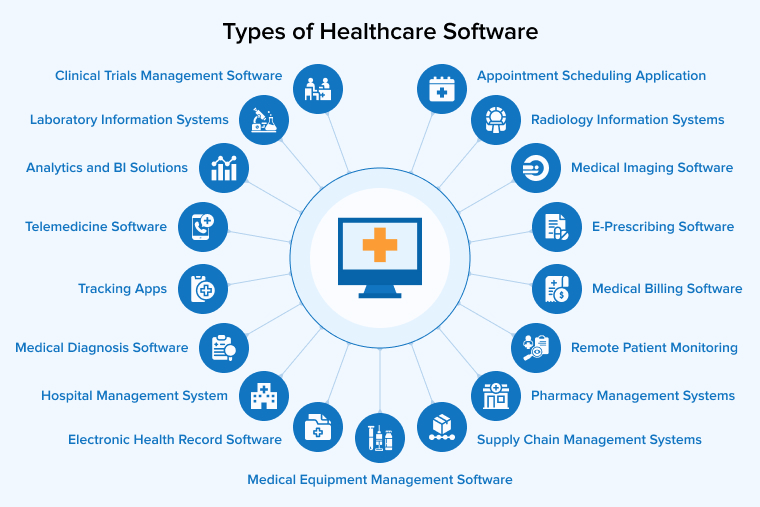 Types of Healthcare Software
Clinical Trials Management Software
Appointment Scheduling Application
Laboratory Information Systems
Radiology Information Systems
Analytics and BI Solutions
Medical Imaging Software
Telemedicine Software
E-Prescribing Software
Tracking Apps
Medical Billing Software
$
Medical Diagnosis Software
Remote Patient Monitoring
Hospital Management System
Pharmacy Management Systems
Electronic Health Record Software
Supply Chain Management Systems
Medical Equipment Management Software